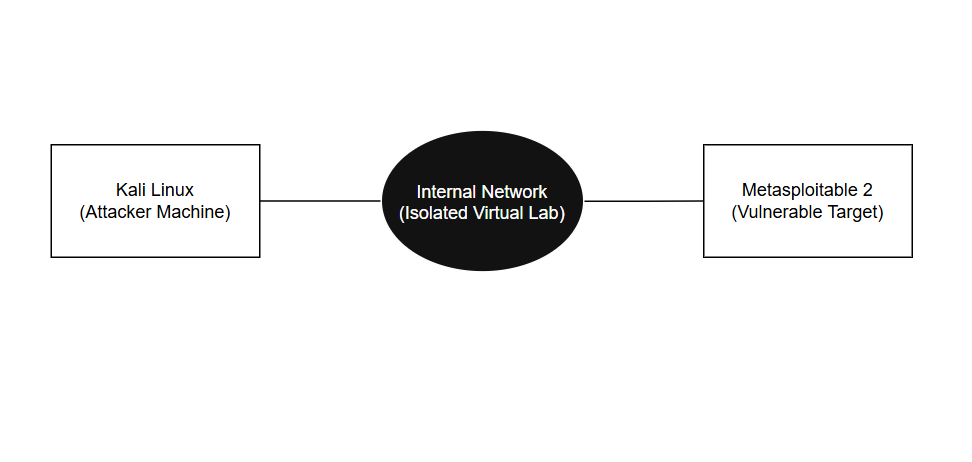 Kali Linux
(Attacker Machine)
Internal Network
(Isolated Virtual Lab)
Metasploitable 2
(Vulnerable Target)